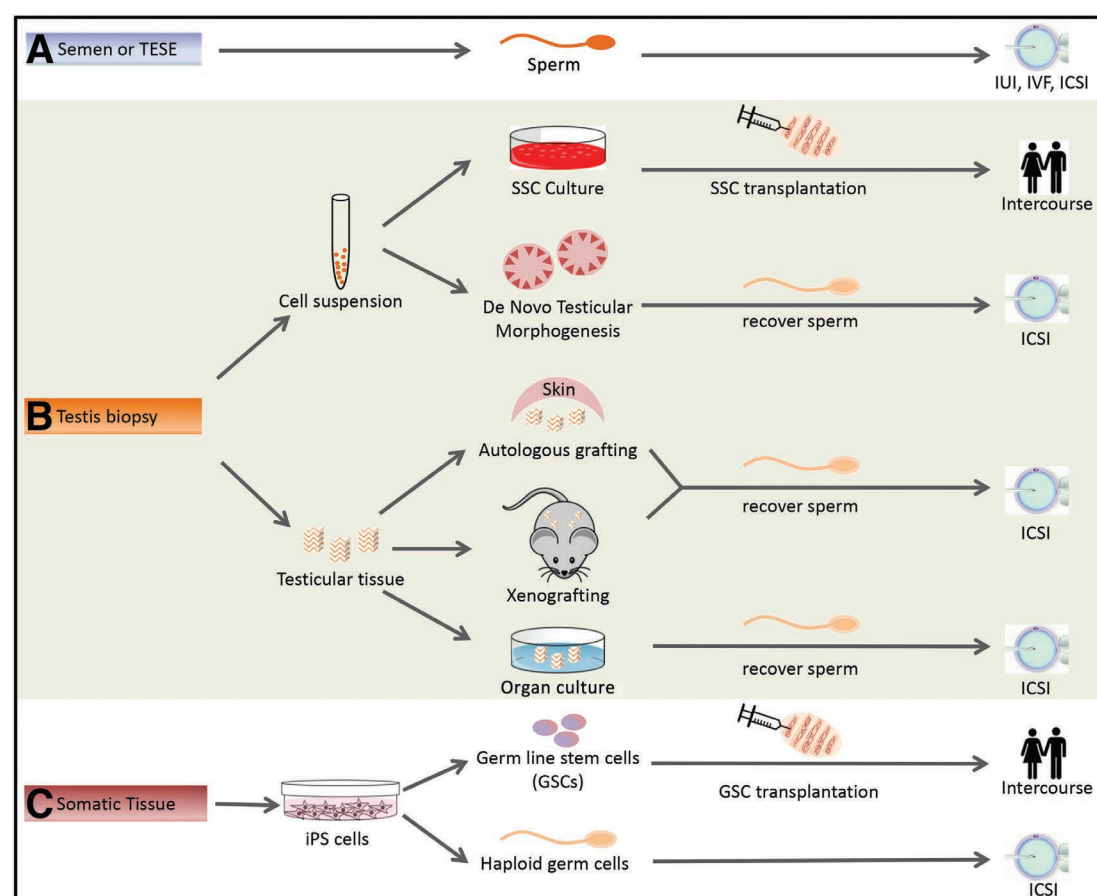 A Semen or TESE
Sperm
IUI, IVF, ICSI
SSC Culture
SSC transplantation
Intercourse
Cell suspension
De Novo Testicular
Morphogenesis
recover sperm
ICSI
B Testis biopsy
Skin
Autologous grafting
recover sperm
ICSI
Testicular tissue
Xenografting
Organ culture
recover sperm
ICSI
C Somatic Tissue
iPS cells
Germ line stem cells
(GSCs)
GSC transplantation
Intercourse
Haploid germ cells
ICSI